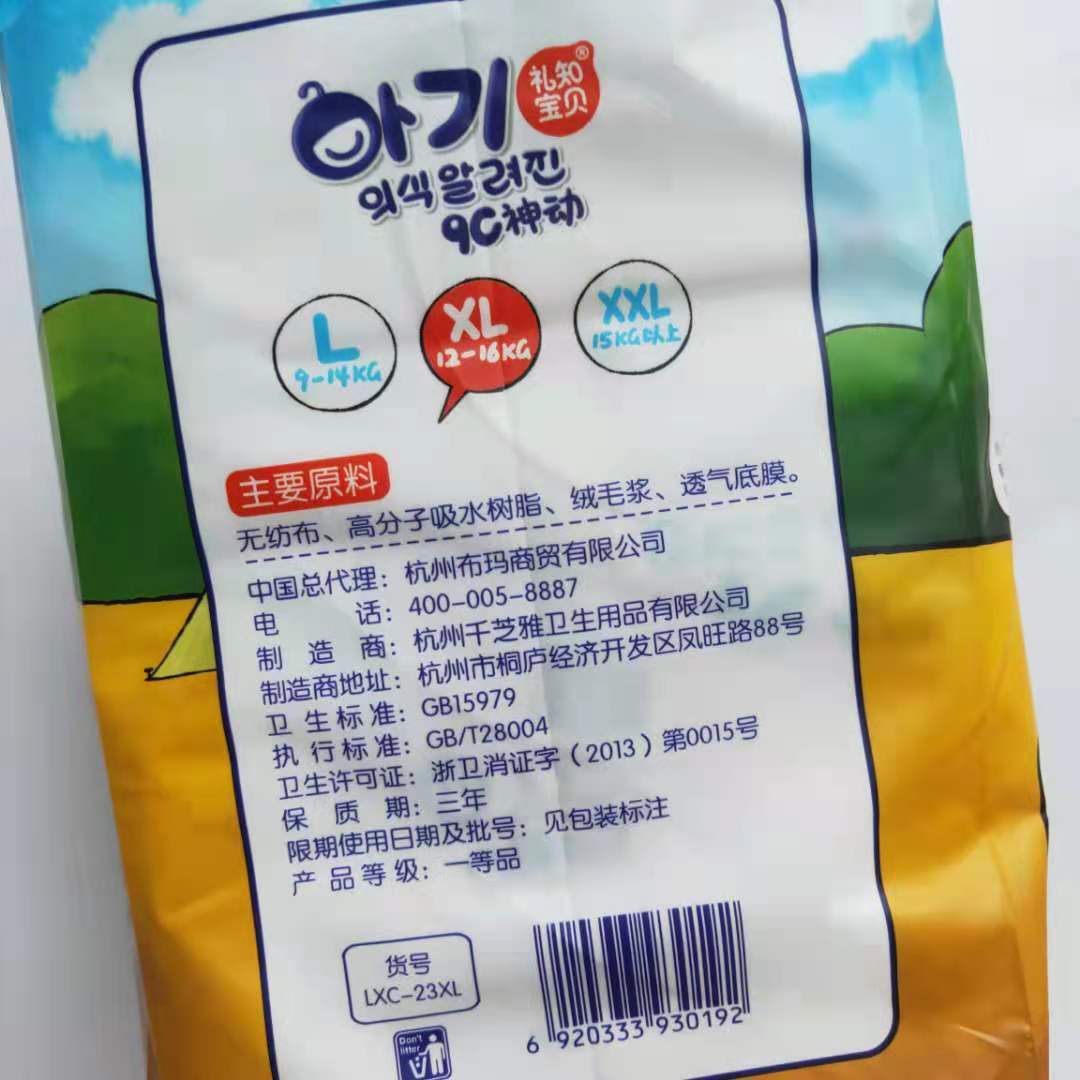 아기
礼知
宝贝
®
의식알려진
9C神动
L
9-14KG
XL
12-16KG
XXL
15KG以上
主要原料
无纺布、高分子吸水树脂、绒毛浆、透气底膜。
中国总代理：杭州布玛商贸有限公司
电话：400-005-8887
制造商：杭州千芝雅卫生用品有限公司
制造商地址：杭州市桐庐经济开发区凤旺路88号
卫生标准：GB15979
执行标准：GB/T28004
卫生许可证：浙卫消证字（2013）第0015号
保质期：三年
限期使用日期及批号：见包装标注
产品等级：一等品
货号
LXC-23XL
Don't
litter
6 920333 930192